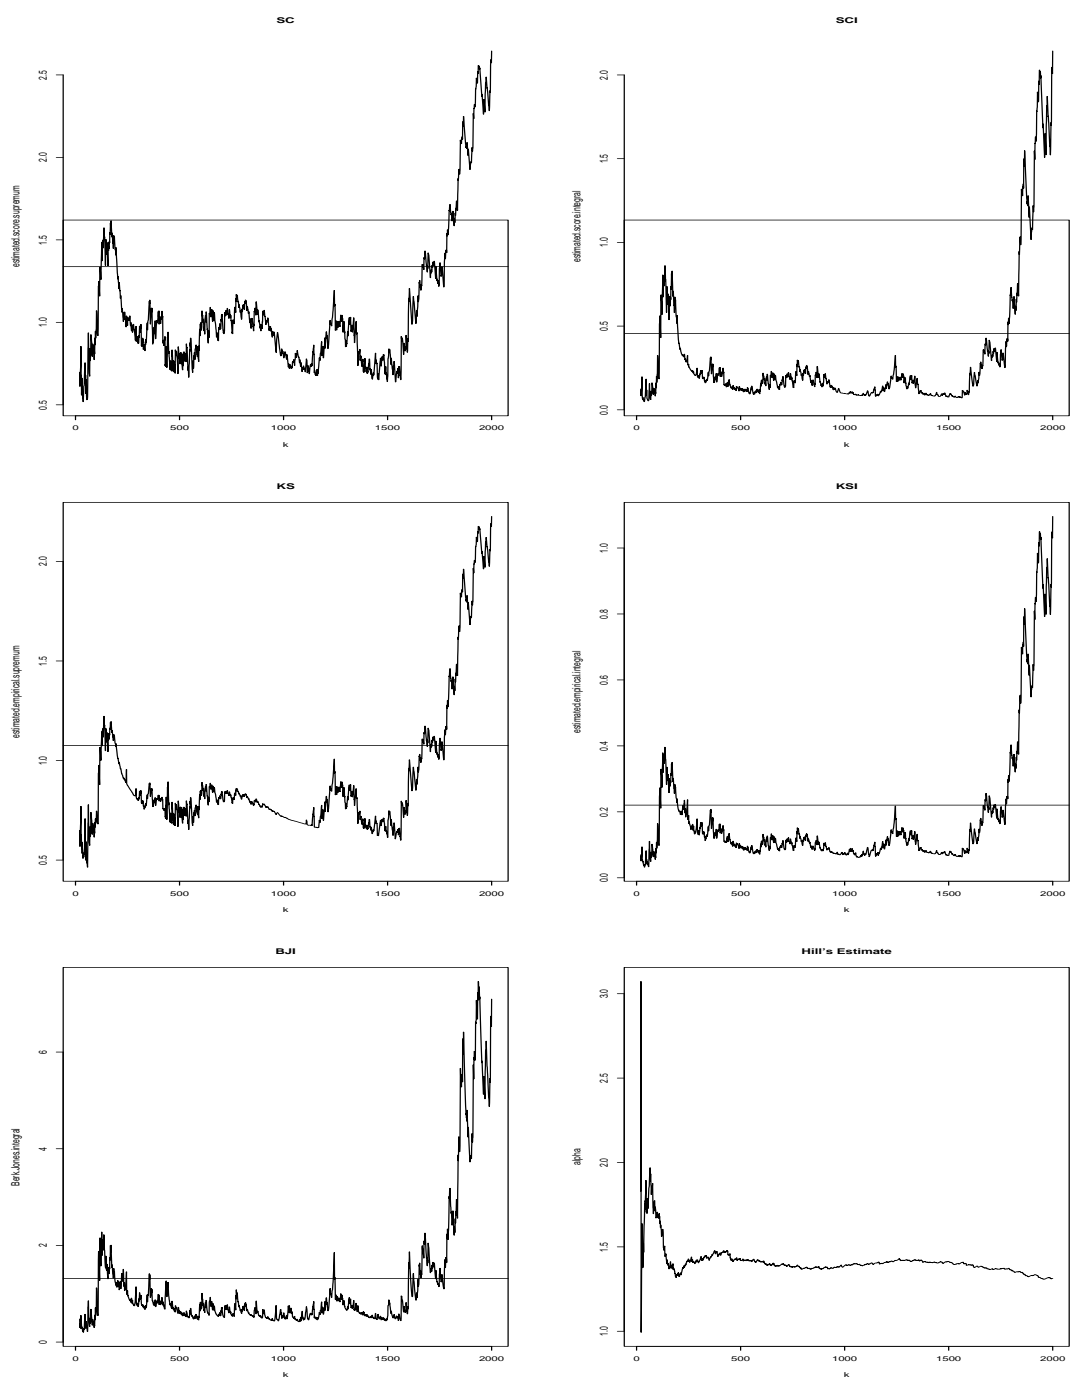 SC
estimated.score.supremum
0.5 1.0 1.5 2.0 2.5
0 500 1000 1500 2000
k
SCI
estimated.score.integral
0.0 0.5 1.0 1.5 2.0
0 500 1000 1500 2000
k
KS
estimated.empirical.supremum
0.5 1.0 1.5 2.0
0 500 1000 1500 2000
k
KSI
estimated.empirical.integral
0.0 0.2 0.4 0.6 0.8 1.0
0 500 1000 1500 2000
k
BJI
Berk.Jones.integral
0 2 4 6
0 500 1000 1500 2000
k
Hill's Estimate
alpha
1.0 1.5 2.0 2.5 3.0
0 500 1000 1500 2000
k